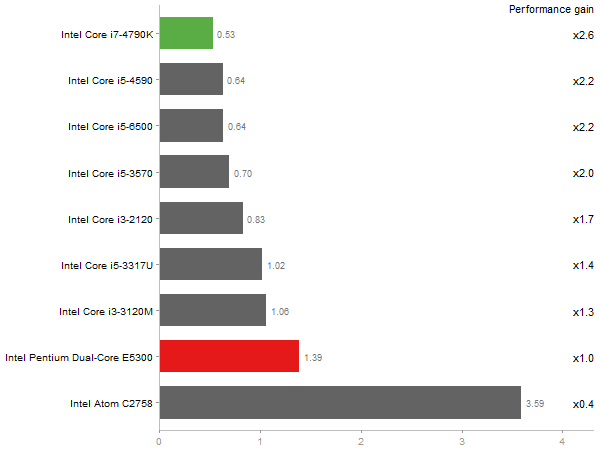 Performance gain
Intel Core i7-4790K 0.53 x2.6
Intel Core i5-4590 0.64 x2.2
Intel Core i5-6500 0.64 x2.2
Intel Core i5-3570 0.70 x2.0
Intel Core i3-2120 0.83 x1.7
Intel Core i5-3317U 1.02 x1.4
Intel Core i3-3120M 1.06 x1.3
Intel Pentium Dual-Core E5300 1.39 x1.0
Intel Atom C2758 3.59 x0.4
0 1 2 3 4